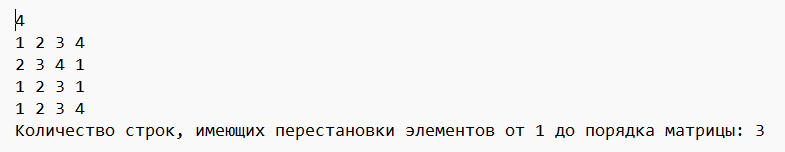 4
1 2 3 4
2 3 4 1
1 2 3 1
1 2 3 4
Количество строк, имеющих перестановки элементов от 1 до порядка матрицы: 3